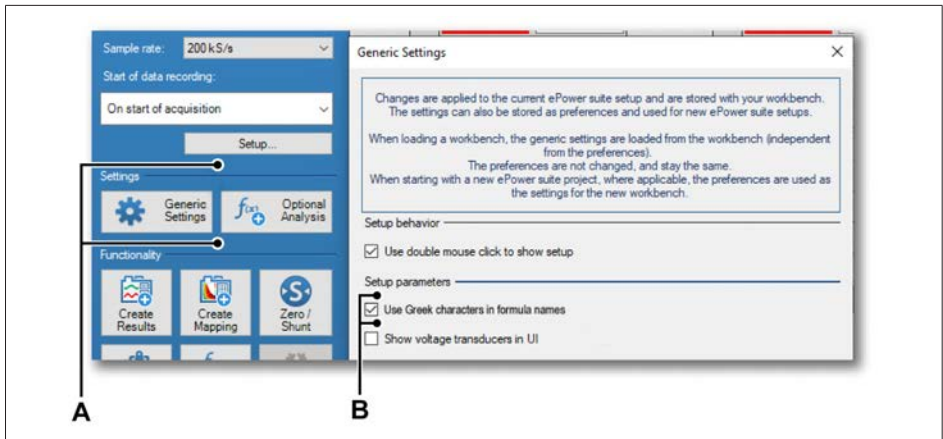 Sample rate: 200 kS/s
Start of data recording:
On start of acquisition
Setup...
Settings
Generic
Settings
f(x)
Optional
Analysis
Functionality
Create
Results
Create
Mapping
S
Zero /
Shunt
A
Generic Settings
Changes are applied to the current ePower suite setup and are stored with your workbench.
The settings can also be stored as preferences and used for new ePower suite setups.
When loading a workbench, the generic settings are loaded from the workbench (independent
from the preferences).
The preferences are not changed, and stay the same.
When starting with a new ePower suite project, where applicable, the preferences are used as
the settings for the new workbench.
Setup behavior
Use double mouse click to show setup
Setup parameters
Use Greek characters in formula names
Show voltage transducers in UI
B